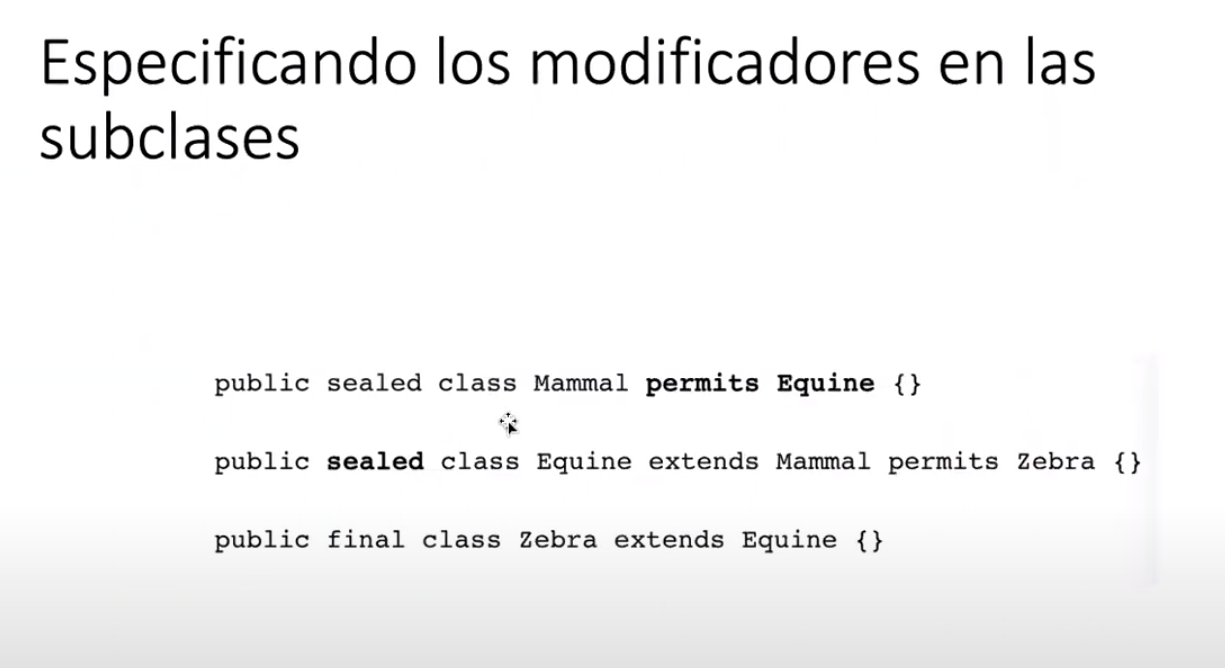 Especificando los modificadores en las
subclases
public sealed class Mammal permits Equine {}
public sealed class Equine extends Mammal permits Zebra {}
public final class Zebra extends Equine {}